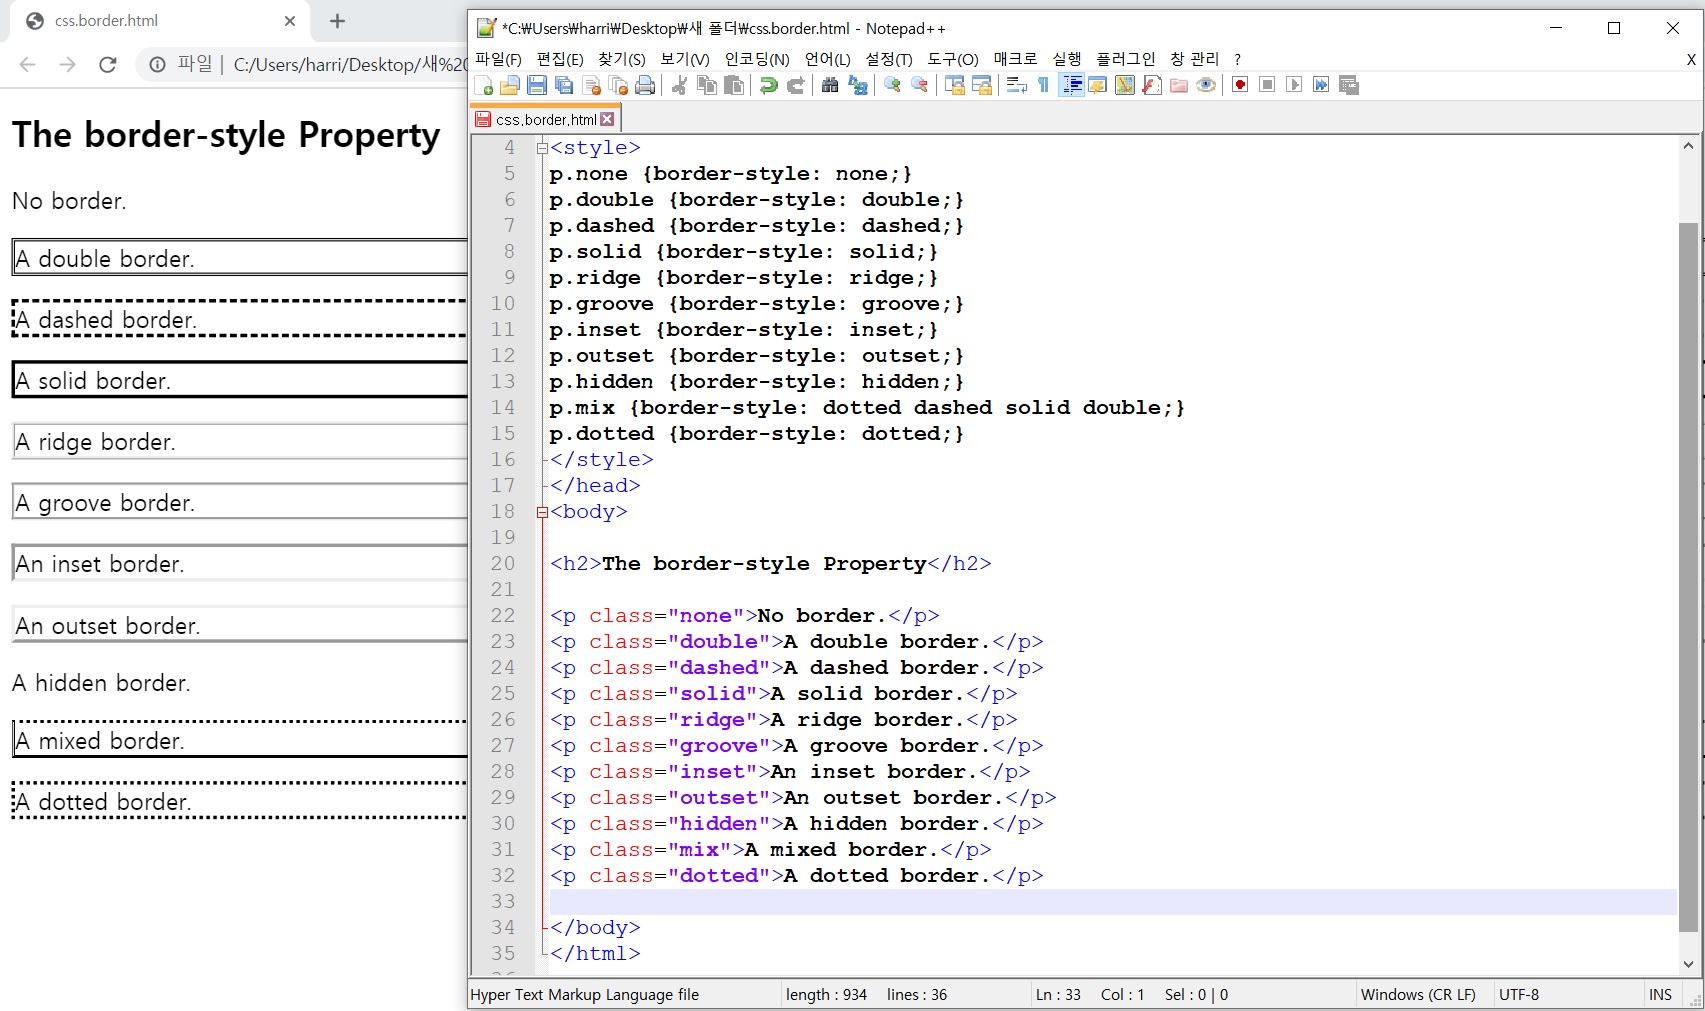 css.border.html
파일 | C:/Users/harri/Desktop/새%20
The border-style Property
No border.
A double border.
A dashed border.
A solid border.
A ridge border.
A groove border.
An inset border.
An outset border.
A hidden border.
A mixed border.
A dotted border.
*C:₩Users₩harri₩Desktop₩새 폴더₩css.border.html - Notepad++
파일(F) 편집(E) 찾기(S) 보기(V) 인코딩(N) 언어(L) 설정(T) 도구(O) 매크로 실행 플러그인 창 관리 ? X
css.border.html
4 <style>
5 p.none {border-style: none;}
6 p.double {border-style: double;}
7 p.dashed {border-style: dashed;}
8 p.solid {border-style: solid;}
9 p.ridge {border-style: ridge;}
10 p.groove {border-style: groove;}
11 p.inset {border-style: inset;}
12 p.outset {border-style: outset;}
13 p.hidden {border-style: hidden;}
14 p.mix {border-style: dotted dashed solid double;}
15 p.dotted {border-style: dotted;}
16 </style>
17 </head>
18 <body>
19
20 <h2>The border-style Property</h2>
21
22 <p class="none">No border.</p>
23 <p class="double">A double border.</p>
24 <p class="dashed">A dashed border.</p>
25 <p class="solid">A solid border.</p>
26 <p class="ridge">A ridge border.</p>
27 <p class="groove">A groove border.</p>
28 <p class="inset">An inset border.</p>
29 <p class="outset">An outset border.</p>
30 <p class="hidden">A hidden border.</p>
31 <p class="mix">A mixed border.</p>
32 <p class="dotted">A dotted border.</p>
33
34 </body>
35 </html>
Hyper Text Markup Language file length : 934 lines : 36 Ln : 33 Col : 1 Sel : 0 | 0 Windows (CR LF) UTF-8 INS